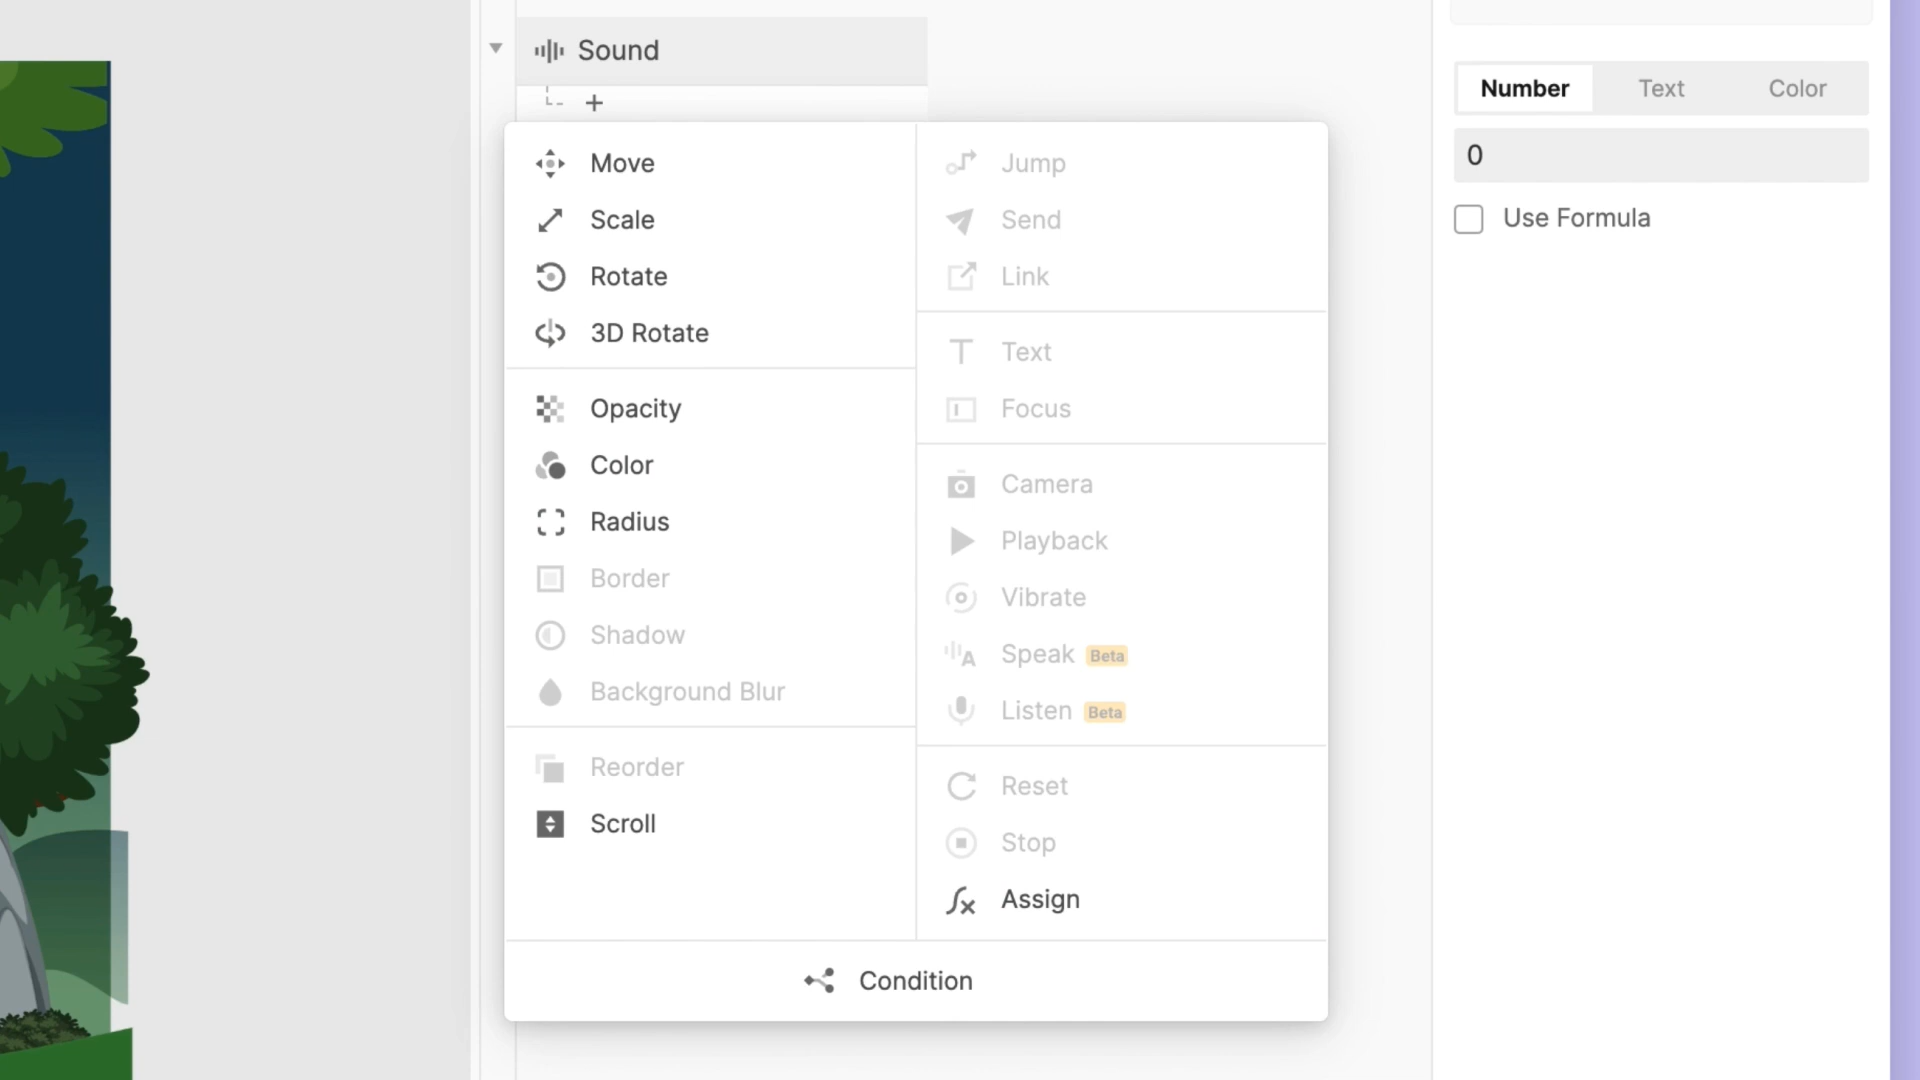 Sound
+
Move
Scale
Rotate
3D Rotate
Opacity
Color
Radius
Border
Shadow
Background Blur
Reorder
Scroll
Jump
Send
Link
Text
Focus
Camera
Playback
Vibrate
Speak Beta
Listen Beta
Reset
Stop
Assign
Condition
Number Text Color
0
Use Formula